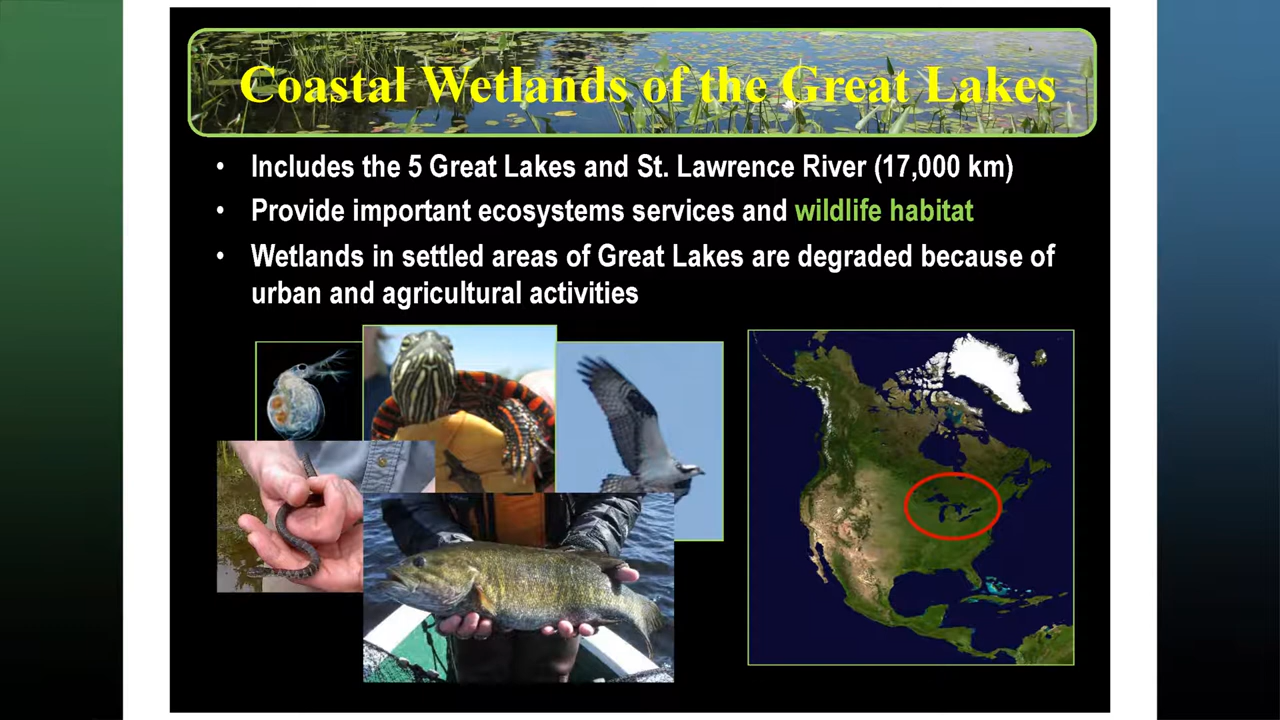 Coastal Wetlands of the Great Lakes
• Includes the 5 Great Lakes and St. Lawrence River (17,000 km)
• Provide important ecosystems services and wildlife habitat
• Wetlands in settled areas of Great Lakes are degraded because of
urban and agricultural activities